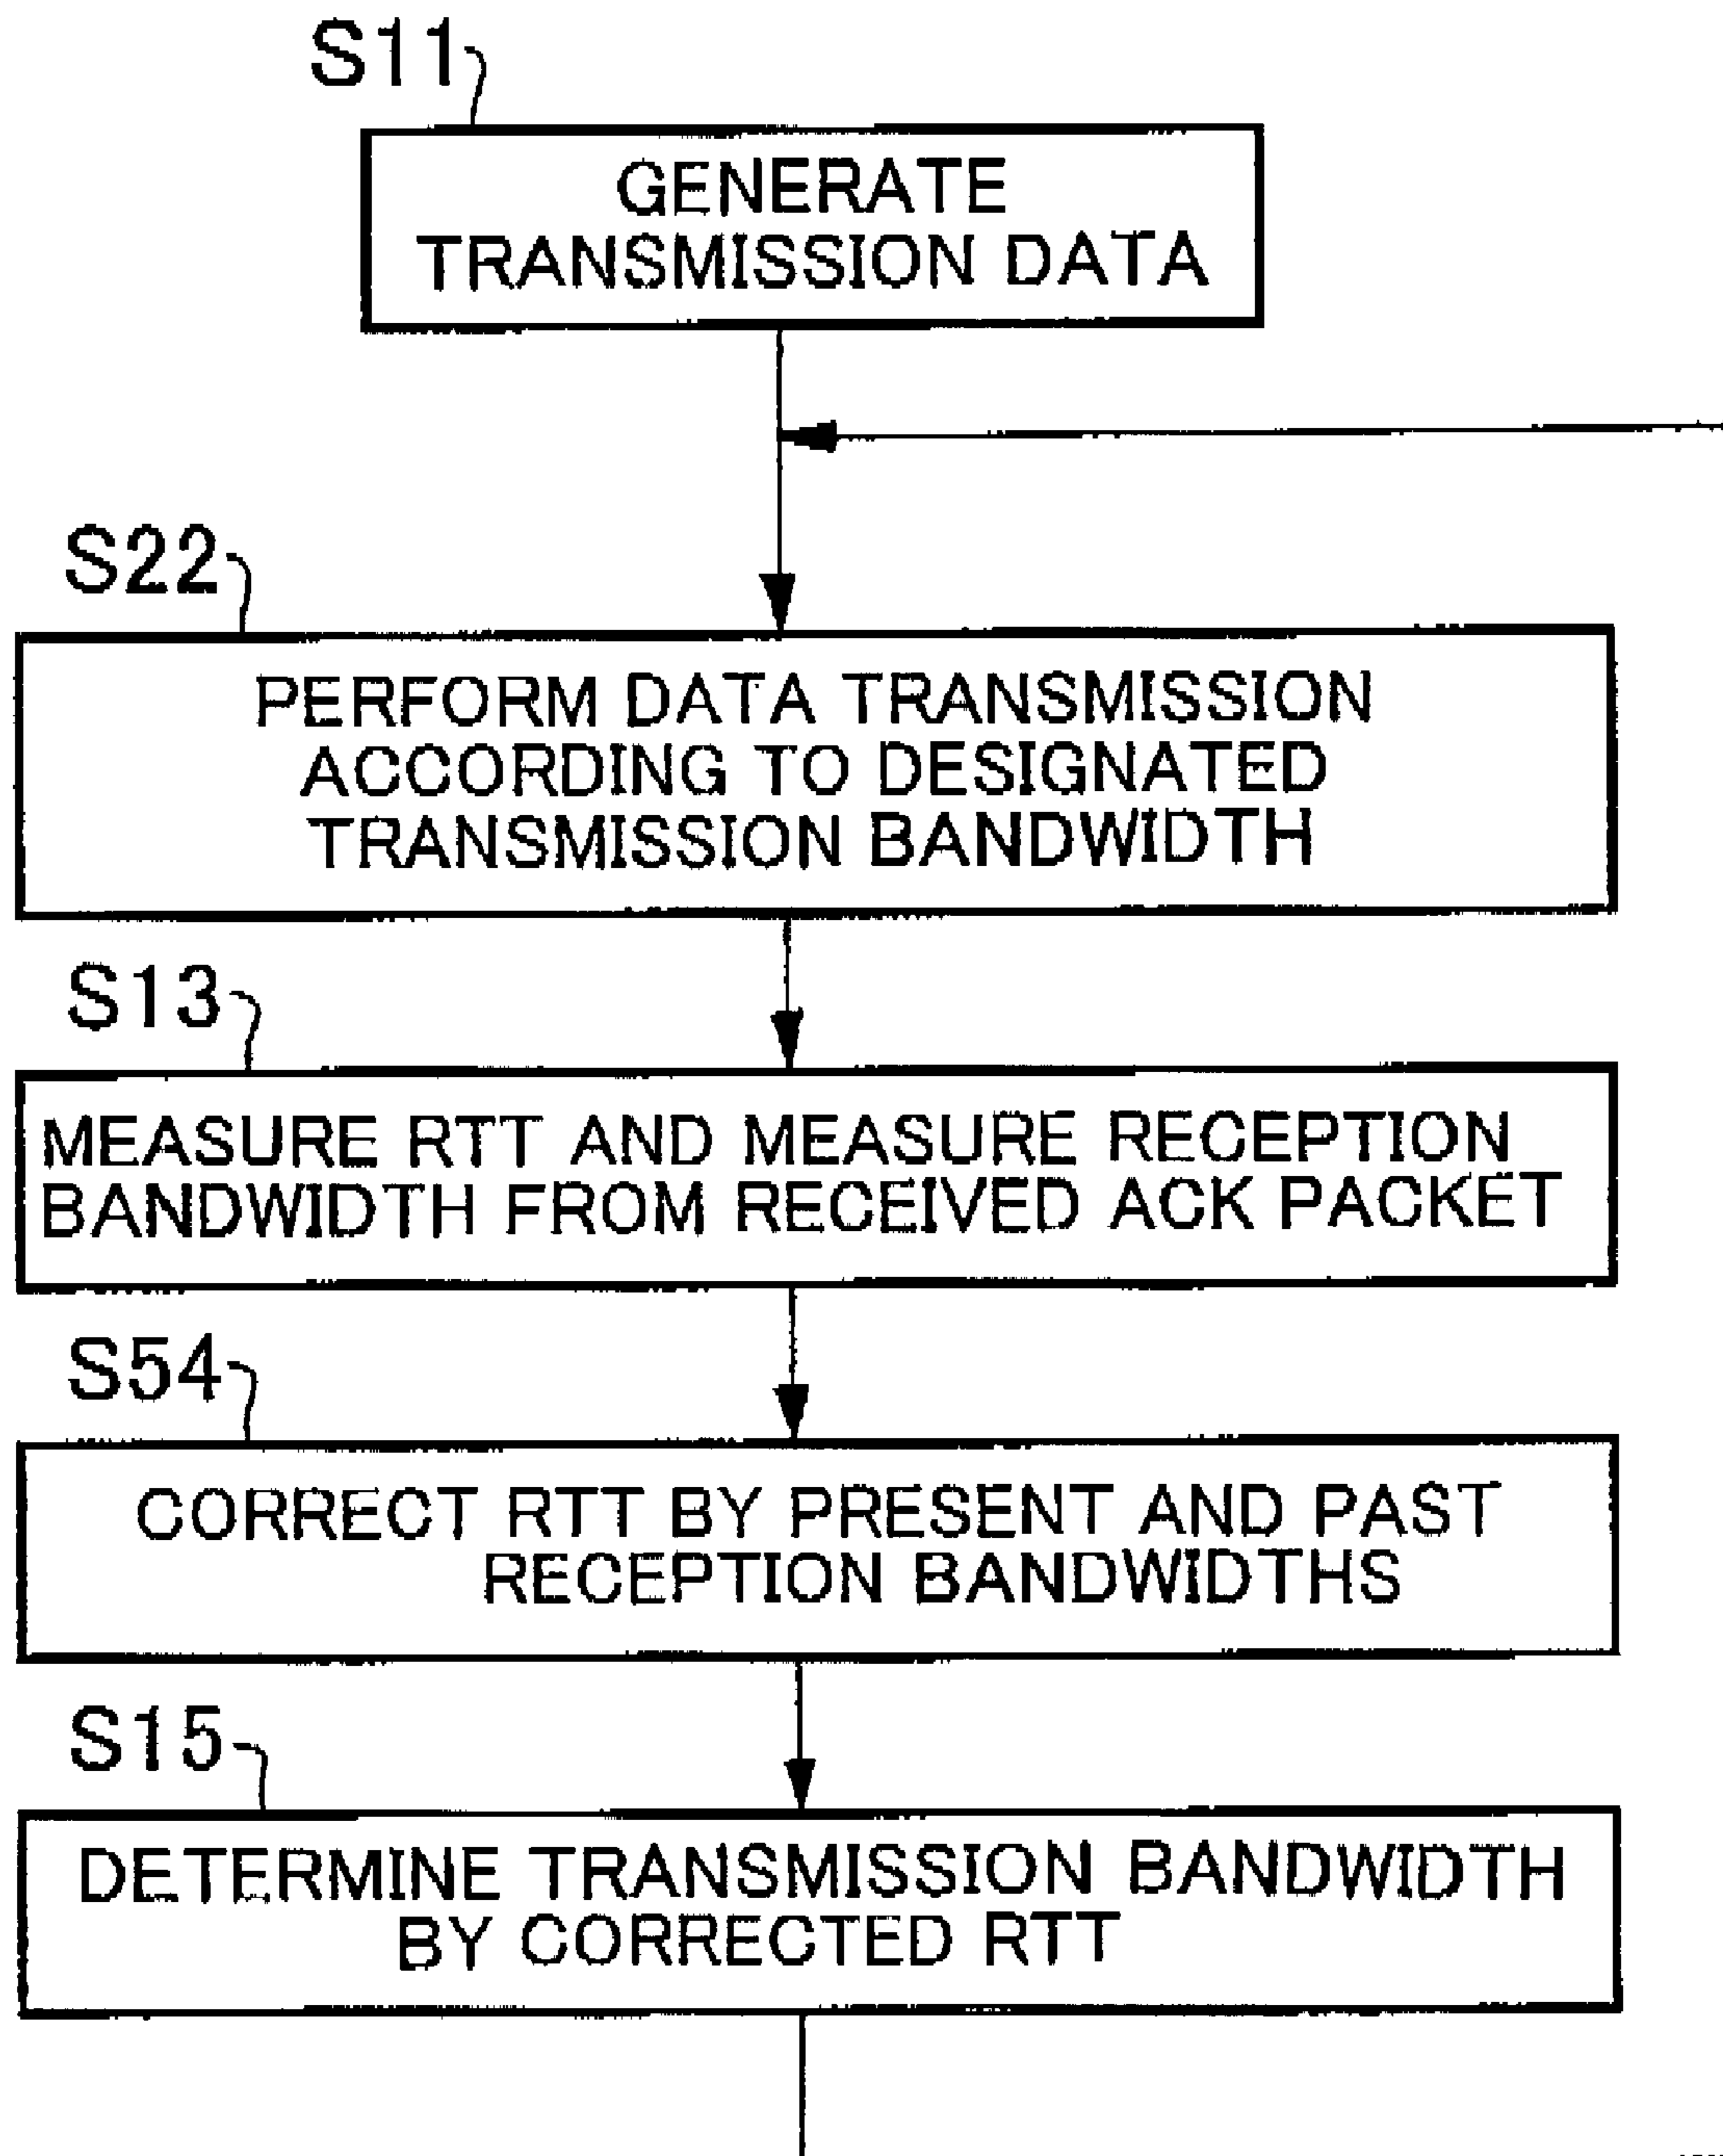 S11
GENERATE
TRANSMISSION DATA
S22
PERFORM DATA TRANSMISSION
ACCORDING TO DESIGNATED
TRANSMISSION BANDWIDTH
S13
MEASURE RTT AND MEASURE RECEPTION
BANDWIDTH FROM RECEIVED ACK PACKET
S54
CORRECT RTT BY PRESENT AND PAST
RECEPTION BANDWIDTHS
S15
DETERMINE TRANSMISSION BANDWIDTH
BY CORRECTED RTT